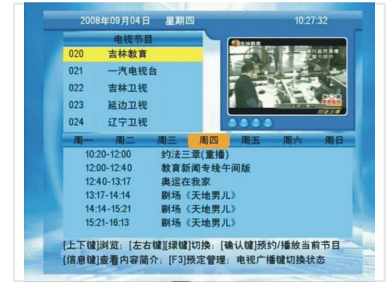 2008年09月04日 星期四 10:27:32
电视节目
020 吉林教育
021 一汽电视台
022 吉林卫视
023 延边卫视
024 辽宁卫视
吉林教育
周一 周二 周三 周四 周五 周六 周日
10:20-12:00 约法三章(重播)
12:00-12:40 教育新闻专线午间版
12:40-13:17 奥运在我家
13:17-14:14 剧场《天地男儿》
14:14-15:21 剧场《天地男儿》
15:21-16:13 剧场《天地男儿》
[上下键]浏览; [左右键][绿键]切换; [确认键]预约/播放当前节目
[信息键]查看内容简介; [F3]预定管理; 电视广播键切换状态